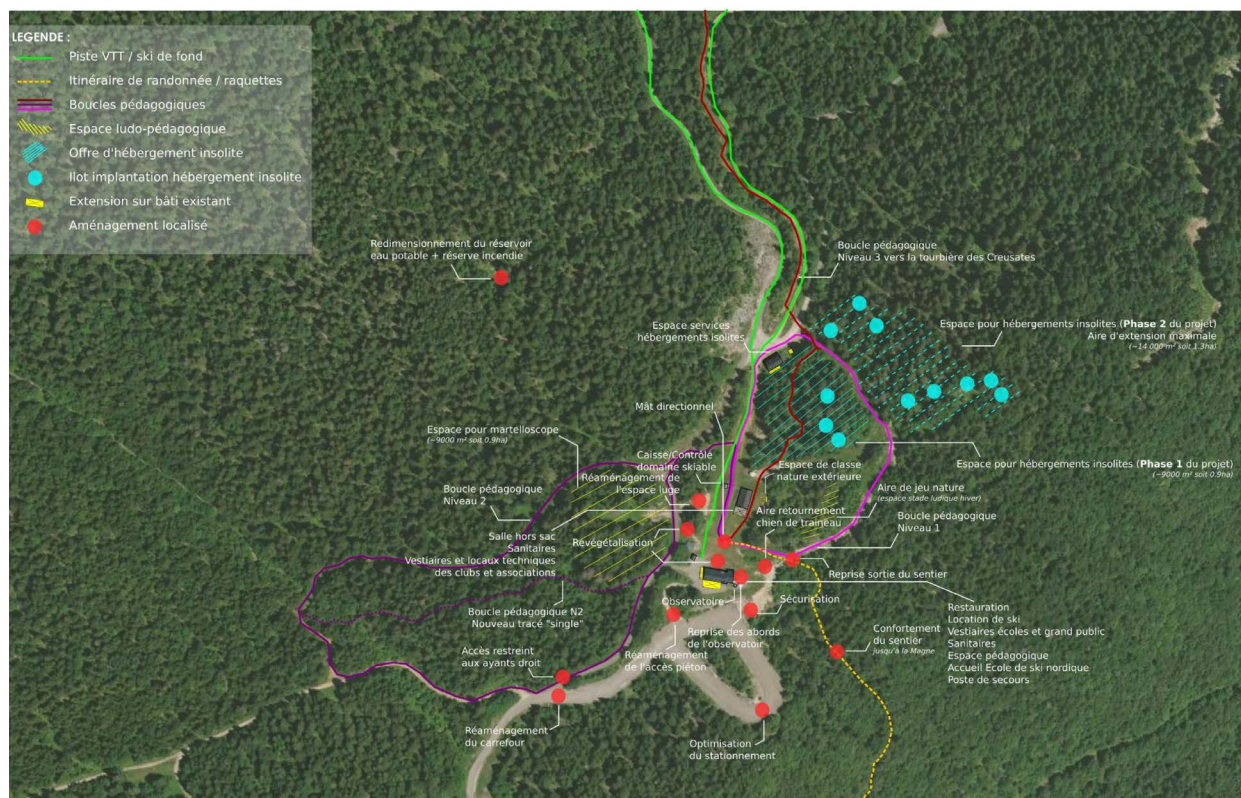 LEGENDE :
Piste VTT / ski de fond
Itinéraire de randonnée / raquettes
Boucles pédagogiques
Espace ludo-pédagogique
Offre d'hébergement insolite
Ilot implantation hébergement insolite
Extension sur bâti existant
Aménagement localisé
Redimensionnement du réservoir
eau potable + réserve incendie
Boucle pédagogique
Niveau 3 vers la tourbière des Creusates
Espace services
hébergements isolites
Espace pour hébergements insolites (Phase 2 du projet)
Aire d'extension maximale
(~14 000 m² soit 1.3ha)
Mât directionnel
Espace pour martelloscope
(~9000 m² soit 0.9ha)
Caisse/Contrôle
domaine skiable
Réaménagement de
l'espace luge
Espace de classe
nature extérieure
Espace pour hébergements insolites (Phase 1 du projet)
(~9000 m² soit 0.9ha)
Boucle pédagogique
Niveau 2
Aire de jeu nature
(espace stade ludique hiver)
Aire retournement
chien de traineau
Boucle pédagogique
Niveau 1
Salle hors sac
Sanitaires
Vestiaires et locaux techniques
des clubs et associations
Revégétalisation
Reprise sortie du sentier
Boucle pédagogique N2
Nouveau tracé "single"
Observatoire
Sécurisation
Reprise des abords
de l'observatoir
Restauration
Location de ski
Vestiaires écoles et grand public
Sanitaires
Espace pédagogique
Accueil Ecole de ski nordique
Poste de secours
Confortement
du sentier
jusqu'à la Magne
Accès restreint
aux ayants droit
Réaménagement
de l'accès piéton
Réaménagement
du carrefour
Optimisation
du stationnement